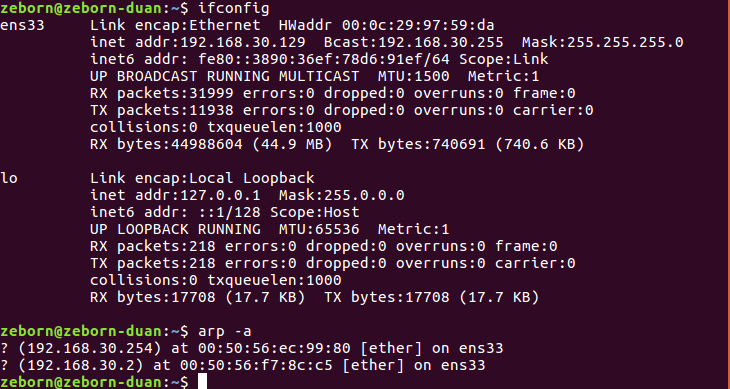 zeborn@zeborn-duan:~$ ifconfig
ens33     Link encap:Ethernet  HWaddr 00:0c:29:97:59:da
          inet addr:192.168.30.129  Bcast:192.168.30.255  Mask:255.255.255.0
          inet6 addr: fe80::3890:36ef:78d6:91ef/64 Scope:Link
          UP BROADCAST RUNNING MULTICAST  MTU:1500  Metric:1
          RX packets:31999 errors:0 dropped:0 overruns:0 frame:0
          TX packets:11938 errors:0 dropped:0 overruns:0 carrier:0
          collisions:0 txqueuelen:1000
          RX bytes:44988604 (44.9 MB)  TX bytes:740691 (740.6 KB)

lo        Link encap:Local Loopback
          inet addr:127.0.0.1  Mask:255.0.0.0
          inet6 addr: ::1/128 Scope:Host
          UP LOOPBACK RUNNING  MTU:65536  Metric:1
          RX packets:218 errors:0 dropped:0 overruns:0 frame:0
          TX packets:218 errors:0 dropped:0 overruns:0 carrier:0
          collisions:0 txqueuelen:1000
          RX bytes:17708 (17.7 KB)  TX bytes:17708 (17.7 KB)

zeborn@zeborn-duan:~$ arp -a
? (192.168.30.254) at 00:50:56:ec:99:80 [ether] on ens33
? (192.168.30.2) at 00:50:56:f7:8c:c5 [ether] on ens33
zeborn@zeborn-duan:~$